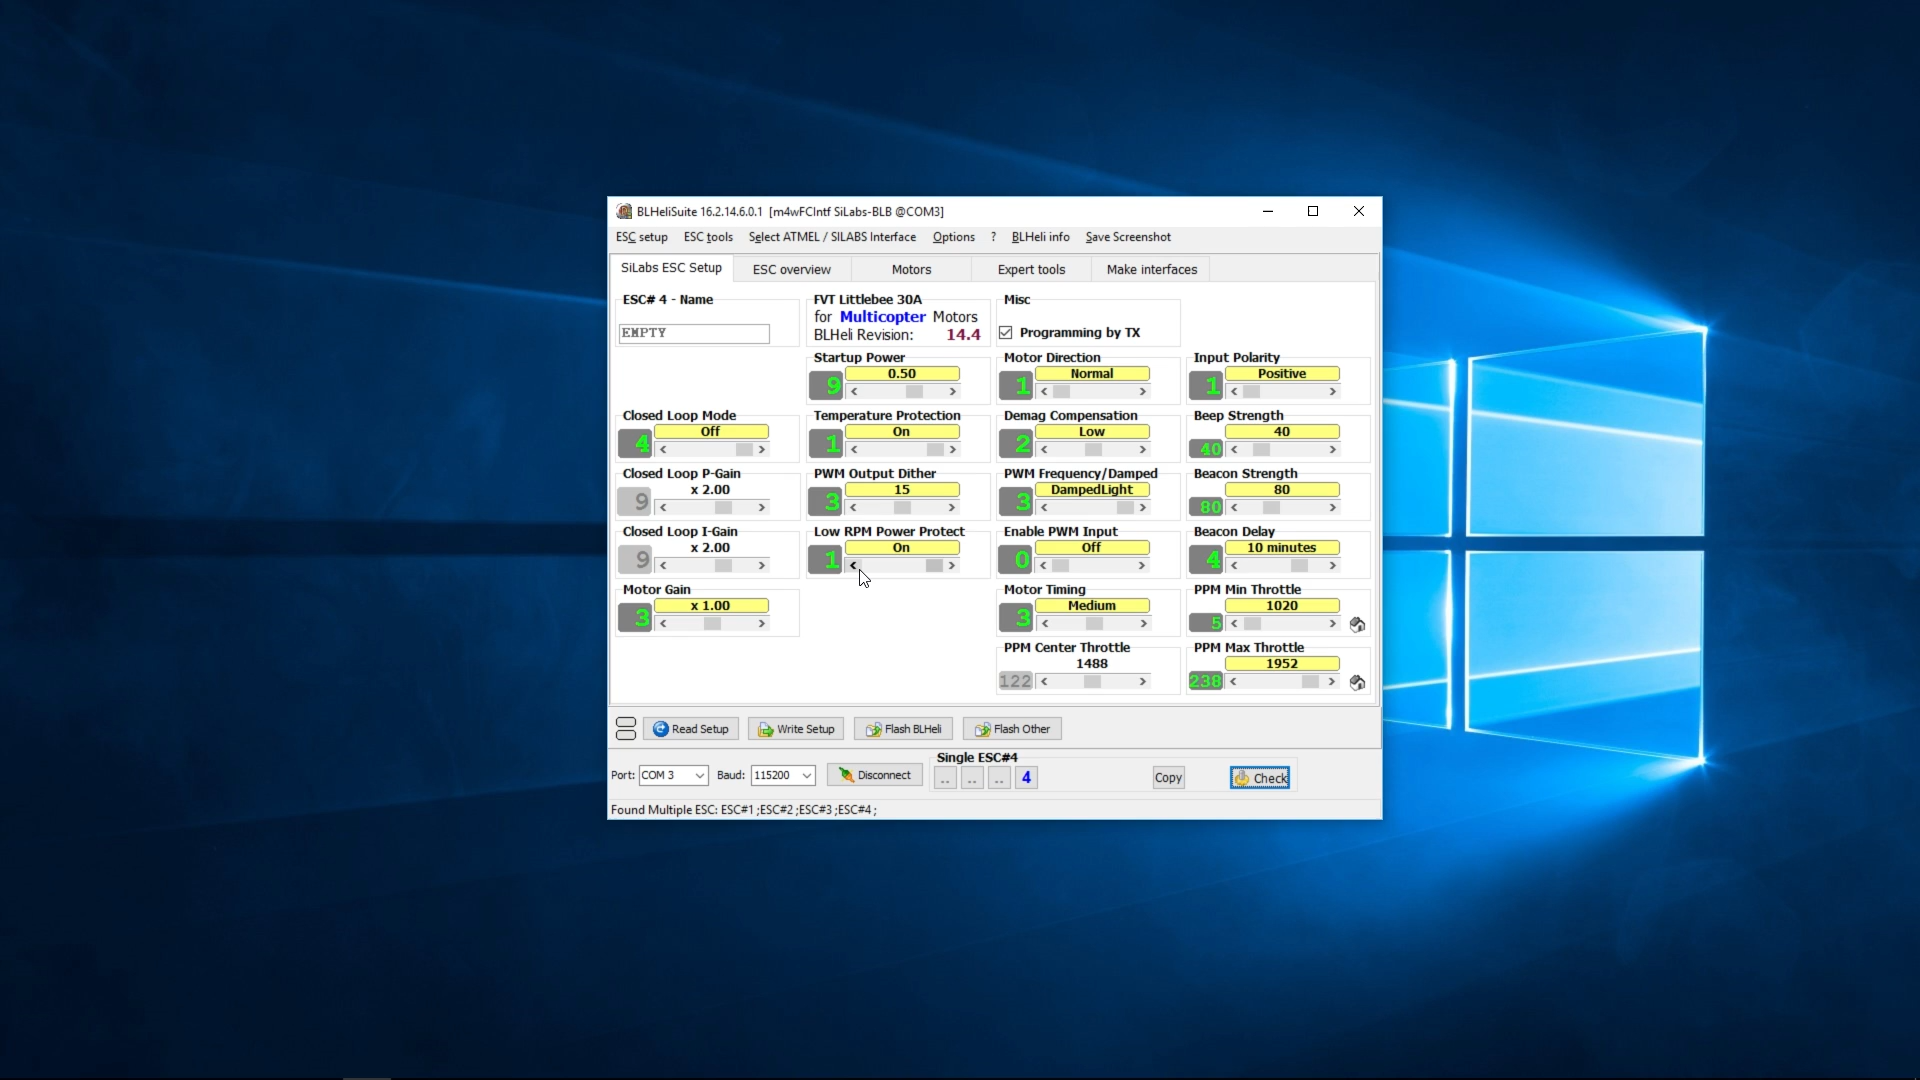 BLHeliSuite 16.2.14.6.0.1 [m4wFCIntf SiLabs-BLB @COM3]
ESC setup ESC tools Select ATMEL / SILABS Interface Options ? BLHeli info Save Screenshot
SiLabs ESC Setup ESC overview Motors Expert tools Make interfaces
ESC# 4 - Name
EMPTY
FVT Littlebee 30A
for Multicopter Motors
BLHeli Revision: 14.4
Misc
Programming by TX
Startup Power
9 0.50
Motor Direction
1 Normal
Input Polarity
1 Positive
Closed Loop Mode
4 Off
Temperature Protection
1 On
Demag Compensation
2 Low
Beep Strength
40 40
Closed Loop P-Gain
9 x 2.00
PWM Output Dither
3 15
PWM Frequency/Damped
3 DampedLight
Beacon Strength
80 80
Closed Loop I-Gain
9 x 2.00
Low RPM Power Protect
1 On
Enable PWM Input
0 Off
Beacon Delay
4 10 minutes
Motor Gain
3 x 1.00
Motor Timing
3 Medium
PPM Min Throttle
5 1020
PPM Center Throttle
122 1488
PPM Max Throttle
238 1952
Read Setup Write Setup Flash BLHeli Flash Other
Single ESC#4
Port: COM 3 Baud: 115200 Disconnect .. .. .. 4 Copy Check
Found Multiple ESC: ESC#1 ;ESC#2 ;ESC#3 ;ESC#4 ;